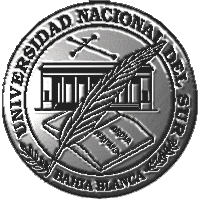 UNIVERSIDAD NACIONAL DEL SUR
BAHIA BLANCA